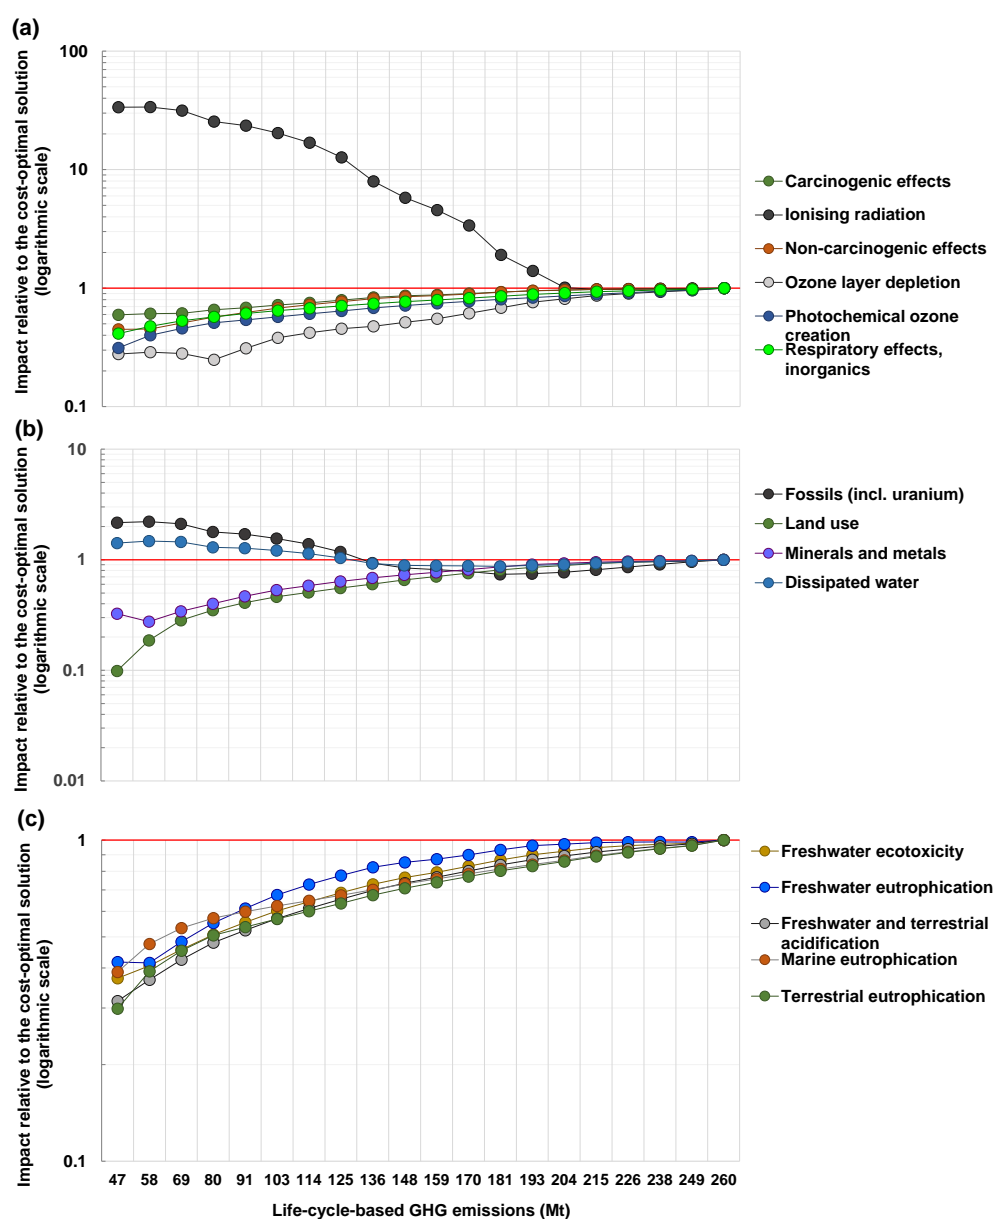 (a)
Impact relative to the cost-optimal solution
(logarithmic scale)
100
10
1
0.1
Carcinogenic effects
Ionising radiation
Non-carcinogenic effects
Ozone layer depletion
Photochemical ozone
creation
Respiratory effects,
inorganics
(b)
Impact relative to the cost-optimal solution
(logarithmic scale)
10
1
0.1
0.01
Fossils (incl. uranium)
Land use
Minerals and metals
Dissipated water
(c)
Impact relative to the cost-optimal solution
(logarithmic scale)
1
0.1
Freshwater ecotoxicity
Freshwater eutrophication
Freshwater and terrestrial
acidification
Marine eutrophication
Terrestrial eutrophication
47 58 69 80 91 103 114 125 136 148 159 170 181 193 204 215 226 238 249 260
Life-cycle-based GHG emissions (Mt)